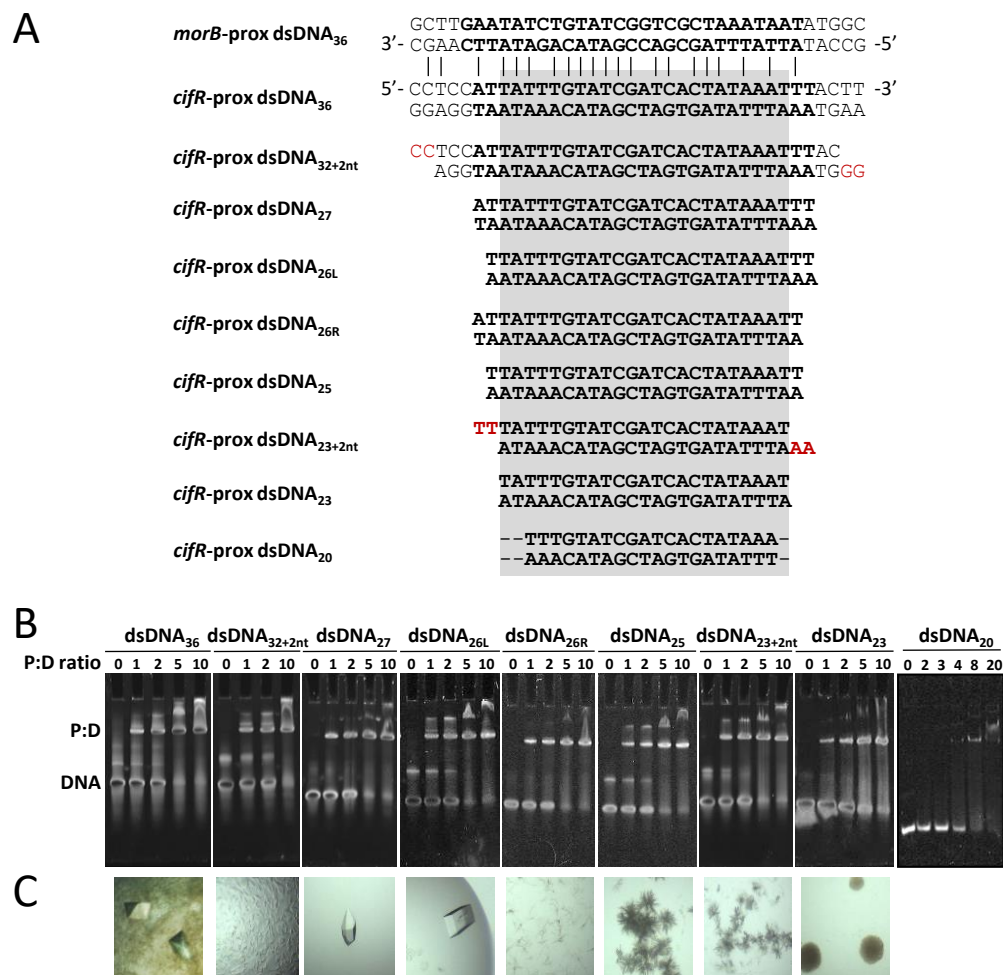 A
morB-prox dsDNA36
GCTTGAATATCTGTATCGGTCGCTAAATAATATGGC
3’- CGAACTTATAGACATAGCCAGCGATTTATTATACCG -5’
cifR-prox dsDNA36
5’- CCTCCATTATTTGTATCGATCACTATAAATTTACTT -3’
GGAGGTAATAAACATAGCTAGTGATATTTAAATGAA
cifR-prox dsDNA32+2nt
CCTCCATTATTTGTATCGATCACTATAAATTTAC
AGGTAATAAACATAGCTAGTGATATTTAAATGGG
cifR-prox dsDNA27
ATTATTTGTATCGATCACTATAAATTT
TAATAAACATAGCTAGTGATATTTAAA
cifR-prox dsDNA26L
TTATTTGTATCGATCACTATAAATTT
AATAAACATAGCTAGTGATATTTAAA
cifR-prox dsDNA26R
ATTATTTGTATCGATCACTATAAATT
TAATAAACATAGCTAGTGATATTTAA
cifR-prox dsDNA25
TTATTTGTATCGATCACTATAAATT
AATAAACATAGCTAGTGATATTTAA
cifR-prox dsDNA23+2nt
TTTATTTGTATCGATCACTATAAAT
ATAAACATAGCTAGTGATATTTAAA
cifR-prox dsDNA23
TATTTGTATCGATCACTATAAAT
ATAAACATAGCTAGTGATATTTA
cifR-prox dsDNA20
--TTTGTATCGATCACTATAAA-
--AAACATAGCTAGTGATATTT-
B
dsDNA36 dsDNA32+2nt dsDNA27 dsDNA26L dsDNA26R dsDNA25 dsDNA23+2nt dsDNA23 dsDNA20
P:D ratio 0 1 2 5 10 0 1 2 5 10 0 1 2 5 10 0 1 2 5 10 0 1 2 5 10 0 1 2 5 10 0 1 2 5 10 0 1 2 5 10 0 2 3 4 8 20
P:D
DNA
C